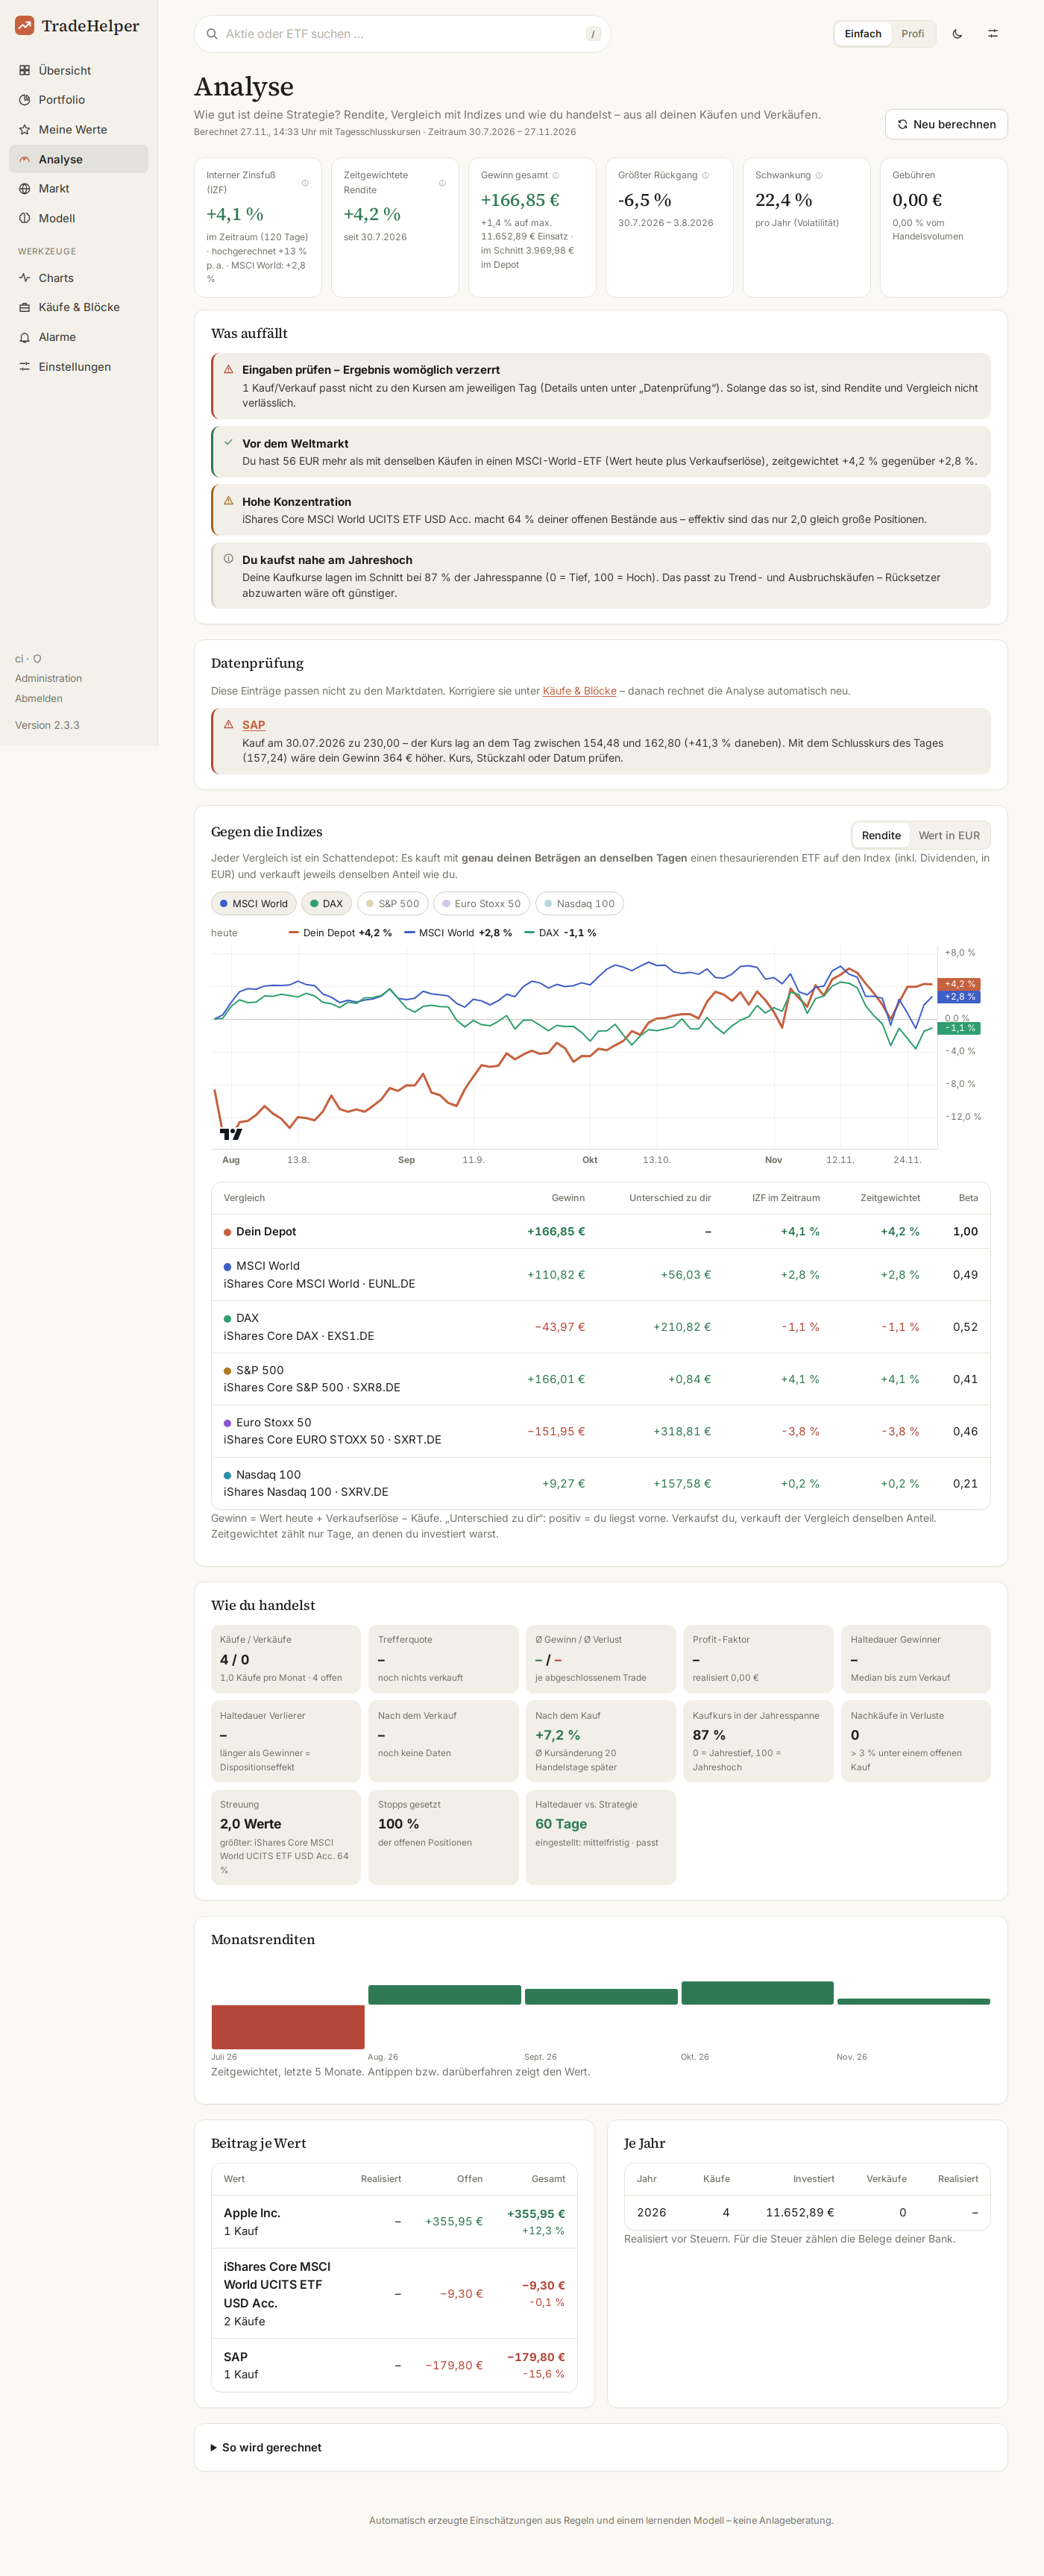 TradeHelper
Übersicht
Portfolio
Meine Werte
Analyse
Markt
Modell
WERKZEUGE
Charts
Käufe & Blöcke
Alarme
Einstellungen
ci ·
Administration
Abmelden
Version 2.3.3
Aktie oder ETF suchen …
/
Einfach
Profi
Analyse
Wie gut ist deine Strategie? Rendite, Vergleich mit Indizes und wie du handelst – aus all deinen Käufen und Verkäufen.
Berechnet 27.11., 14:33 Uhr mit Tagesschlusskursen · Zeitraum 30.7.2026 – 27.11.2026
Neu berechnen
Interner Zinsfuß
(IZF)
+4,1 %
im Zeitraum (120 Tage)
· hochgerechnet +13 %
p. a. · MSCI World: +2,8
%
Zeitgewichtete
Rendite
+4,2 %
seit 30.7.2026
Gewinn gesamt
+166,85 €
+1,4 % auf max.
11.652,89 € Einsatz ·
im Schnitt 3.969,98 €
im Depot
Größter Rückgang
-6,5 %
30.7.2026 – 3.8.2026
Schwankung
22,4 %
pro Jahr (Volatilität)
Gebühren
0,00 €
0,00 % vom
Handelsvolumen
Was auffällt
Eingaben prüfen – Ergebnis womöglich verzerrt
1 Kauf/Verkauf passt nicht zu den Kursen am jeweiligen Tag (Details unten unter „Datenprüfung“). Solange das so ist, sind Rendite und Vergleich nicht
verlässlich.
Vor dem Weltmarkt
Du hast 56 EUR mehr als mit denselben Käufen in einen MSCI-World-ETF (Wert heute plus Verkaufserlöse), zeitgewichtet +4,2 % gegenüber +2,8 %.
Hohe Konzentration
iShares Core MSCI World UCITS ETF USD Acc. macht 64 % deiner offenen Bestände aus – effektiv sind das nur 2,0 gleich große Positionen.
Du kaufst nahe am Jahreshoch
Deine Kaufkurse lagen im Schnitt bei 87 % der Jahresspanne (0 = Tief, 100 = Hoch). Das passt zu Trend- und Ausbruchskäufen – Rücksetzer
abzuwarten wäre oft günstiger.
Datenprüfung
Diese Einträge passen nicht zu den Marktdaten. Korrigiere sie unter Käufe & Blöcke – danach rechnet die Analyse automatisch neu.
SAP
Kauf am 30.07.2026 zu 230,00 – der Kurs lag an dem Tag zwischen 154,48 und 162,80 (+41,3 % daneben). Mit dem Schlusskurs des Tages
(157,24) wäre dein Gewinn 364 € höher. Kurs, Stückzahl oder Datum prüfen.
Gegen die Indizes
Rendite
Wert in EUR
Jeder Vergleich ist ein Schattendepot: Es kauft mit genau deinen Beträgen an denselben Tagen einen thesaurierenden ETF auf den Index (inkl. Dividenden, in
EUR) und verkauft jeweils denselben Anteil wie du.
MSCI World
DAX
S&P 500
Euro Stoxx 50
Nasdaq 100
heute
Dein Depot +4,2 %
MSCI World +2,8 %
DAX -1,1 %
+8,0 %
+4,2 %
+2,8 %
0,0 %
-1,1 %
-4,0 %
-8,0 %
-12,0 %
Aug
13.8.
Sep
11.9.
Okt
13.10.
Nov
12.11.
24.11.
Vergleich Gewinn Unterschied zu dir IZF im Zeitraum Zeitgewichtet Beta
Dein Depot +166,85 € – +4,1 % +4,2 % 1,00
MSCI World
iShares Core MSCI World · EUNL.DE
+110,82 € +56,03 € +2,8 % +2,8 % 0,49
DAX
iShares Core DAX · EXS1.DE
−43,97 € +210,82 € -1,1 % -1,1 % 0,52
S&P 500
iShares Core S&P 500 · SXR8.DE
+166,01 € +0,84 € +4,1 % +4,1 % 0,41
Euro Stoxx 50
iShares Core EURO STOXX 50 · SXRT.DE
−151,95 € +318,81 € -3,8 % -3,8 % 0,46
Nasdaq 100
iShares Nasdaq 100 · SXRV.DE
+9,27 € +157,58 € +0,2 % +0,2 % 0,21
Gewinn = Wert heute + Verkaufserlöse − Käufe. „Unterschied zu dir“: positiv = du liegst vorne. Verkaufst du, verkauft der Vergleich denselben Anteil.
Zeitgewichtet zählt nur Tage, an denen du investiert warst.
Wie du handelst
Käufe / Verkäufe
4 / 0
1,0 Käufe pro Monat · 4 offen
Trefferquote
–
noch nichts verkauft
Ø Gewinn / Ø Verlust
– / –
je abgeschlossenem Trade
Profit-Faktor
–
realisiert 0,00 €
Haltedauer Gewinner
–
Median bis zum Verkauf
Haltedauer Verlierer
–
länger als Gewinner =
Dispositionseffekt
Nach dem Verkauf
–
noch keine Daten
Nach dem Kauf
+7,2 %
Ø Kursänderung 20
Handelstage später
Kaufkurs in der Jahresspanne
87 %
0 = Jahrestief, 100 =
Jahreshoch
Nachkäufe in Verluste
0
> 3 % unter einem offenen
Kauf
Streuung
2,0 Werte
größter: iShares Core MSCI
World UCITS ETF USD Acc. 64
%
Stopps gesetzt
100 %
der offenen Positionen
Haltedauer vs. Strategie
60 Tage
eingestellt: mittelfristig · passt
Monatsrenditen
Juli 26
Aug. 26
Sept. 26
Okt. 26
Nov. 26
Zeitgewichtet, letzte 5 Monate. Antippen bzw. darüberfahren zeigt den Wert.
Beitrag je Wert
Wert Realisiert Offen Gesamt
Apple Inc.
1 Kauf
– +355,95 € +355,95 €
+12,3 %
iShares Core MSCI
World UCITS ETF
USD Acc.
2 Käufe
– −9,30 € −9,30 €
-0,1 %
SAP
1 Kauf
– −179,80 € −179,80 €
-15,6 %
Je Jahr
Jahr Käufe Investiert Verkäufe Realisiert
2026 4 11.652,89 € 0 –
Realisiert vor Steuern. Für die Steuer zählen die Belege deiner Bank.
So wird gerechnet
Automatisch erzeugte Einschätzungen aus Regeln und einem lernenden Modell – keine Anlageberatung.